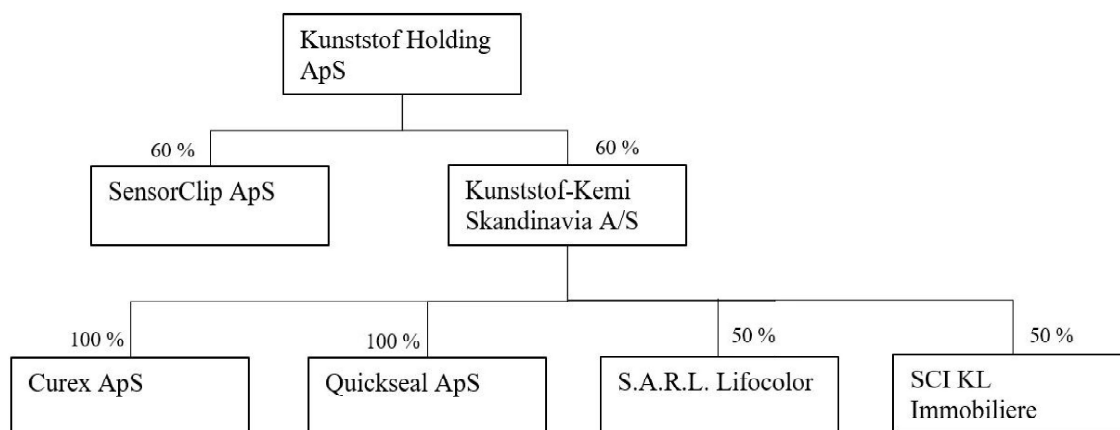 Kunststof Holding
ApS
60 %
60 %
SensorClip ApS
Kunststof-Kemi
Skandinavia A/S
100 %
100 %
50 %
50 %
Curex ApS
Quickseal ApS
S.A.R.L. Lifocolor
SCI KL
Immobiliere